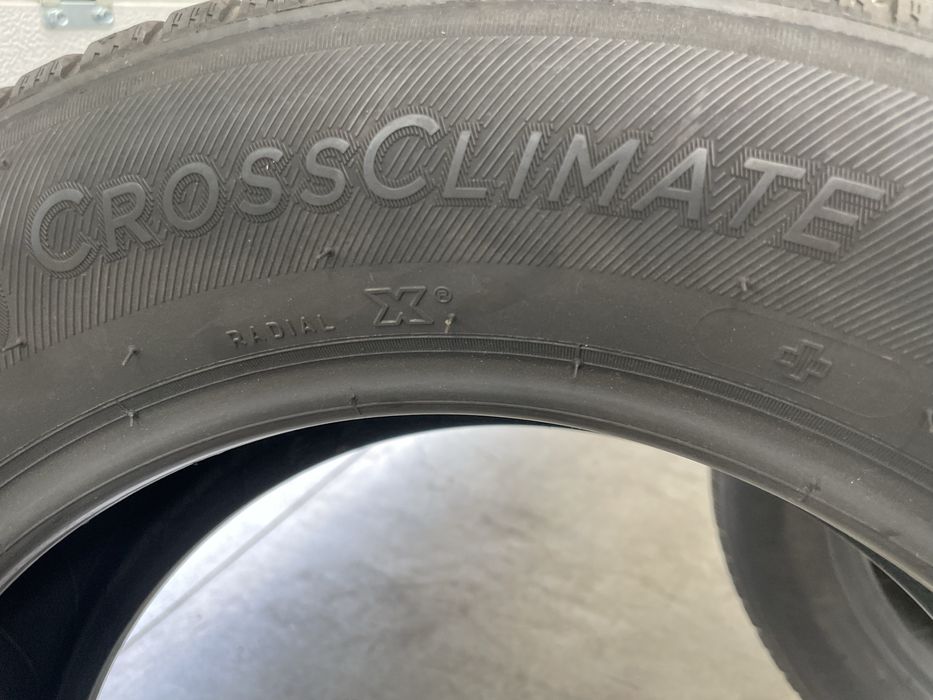 CROSSCLIMATE
RADIAL X®
+